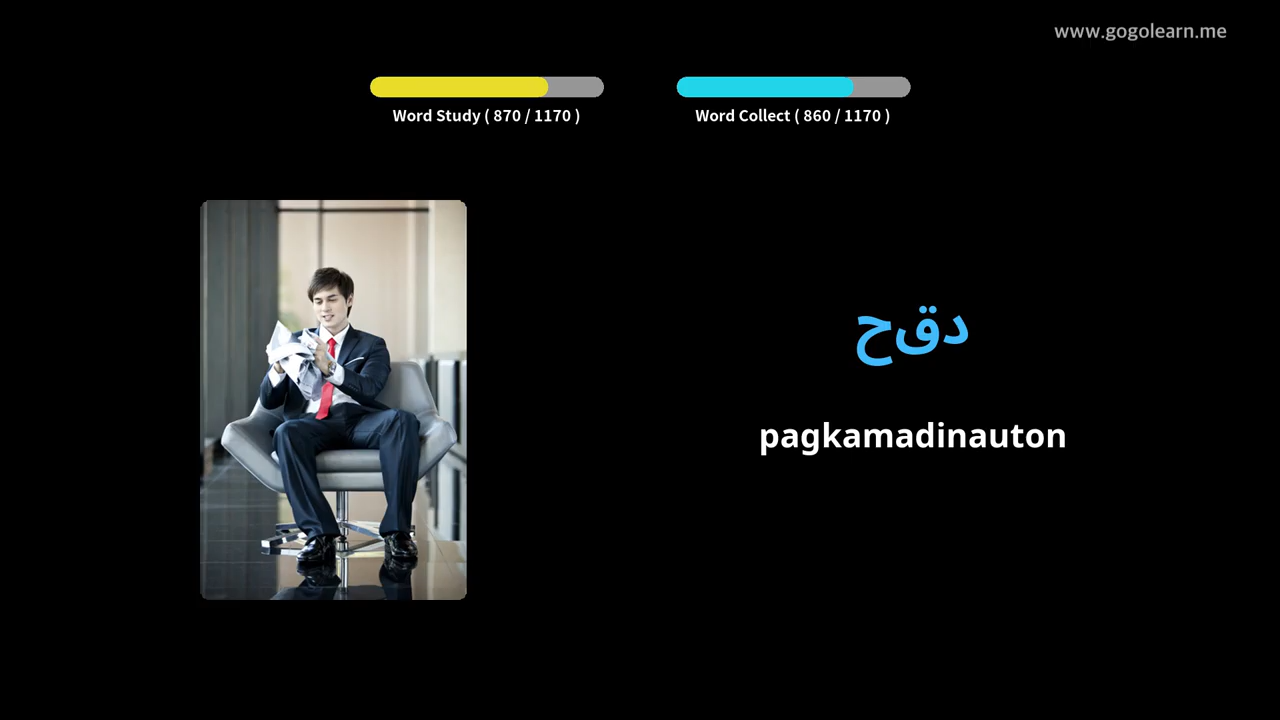 www.gogolearn.me
Word Study ( 870 / 1170 )
Word Collect ( 860 / 1170 )
دقح
pagkamadinauton